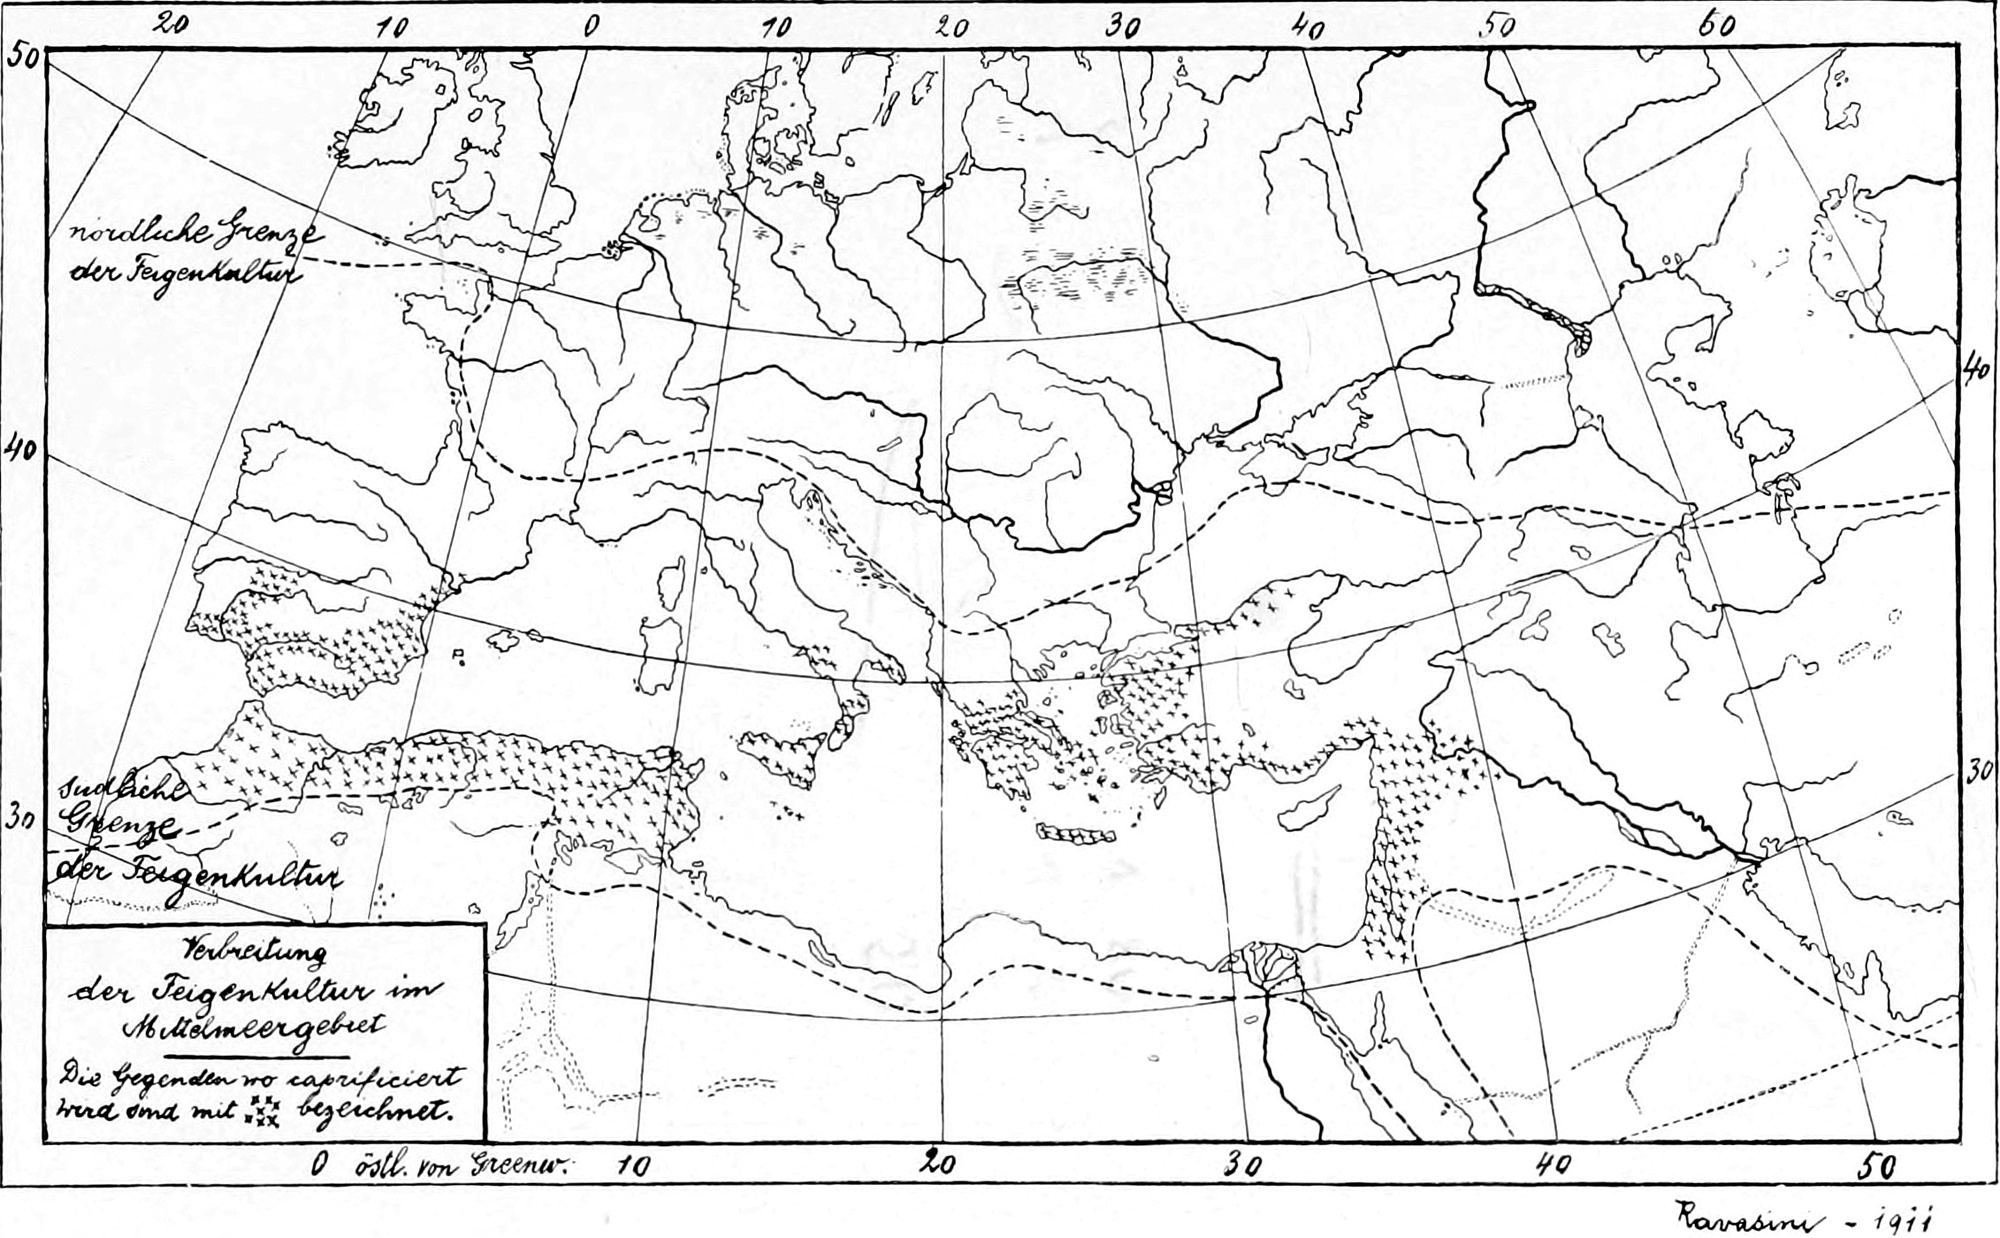 20 10 0 10 20 30 40 50 60
50
nördliche Grenze
der Feigenkultur
40
40
südliche
Grenze
der Feigenkultur
30
30
Verbreitung
der Feigenkultur im
Mittelmeergebiet
Die Gegenden wo caprificiert
wird sind mit bezeichnet.
0 östl. von Greenw. 10 20 30 40 50
Ravasini - 1911